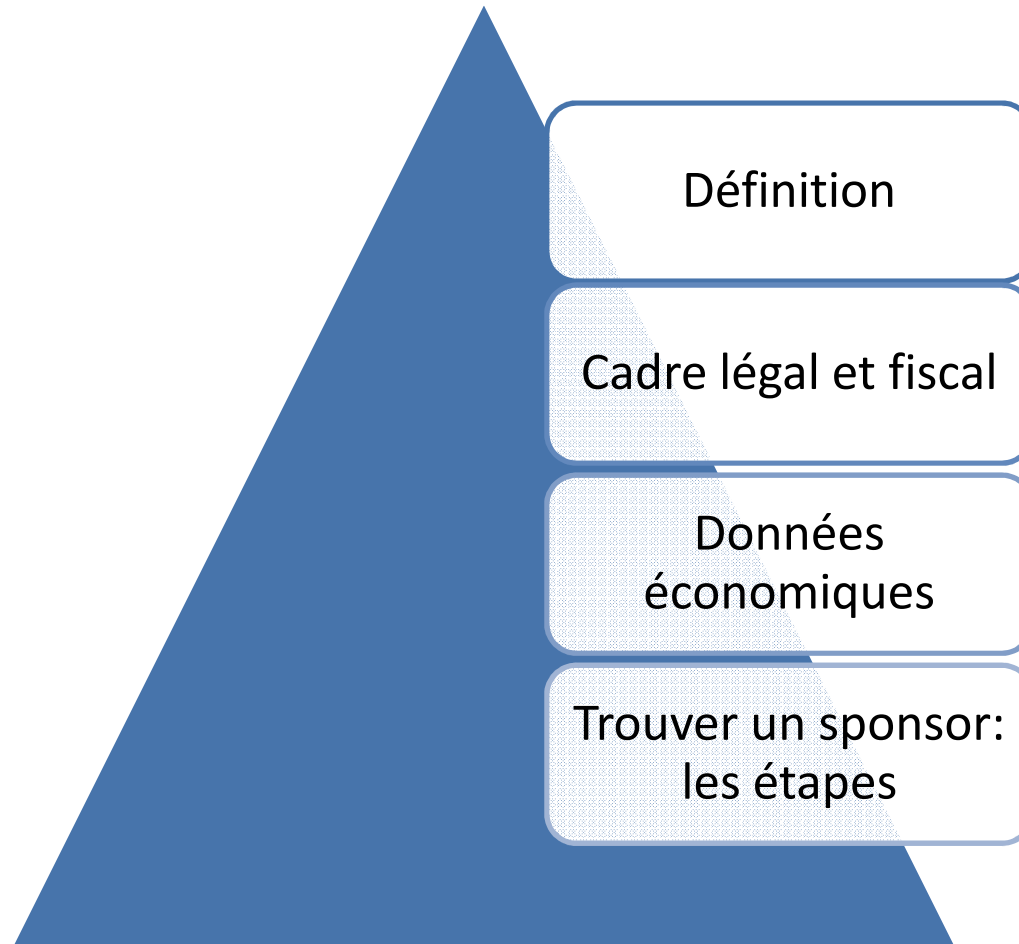 Définition
Cadre légal et fiscal
Données
économiques
Trouver un sponsor:
les étapes